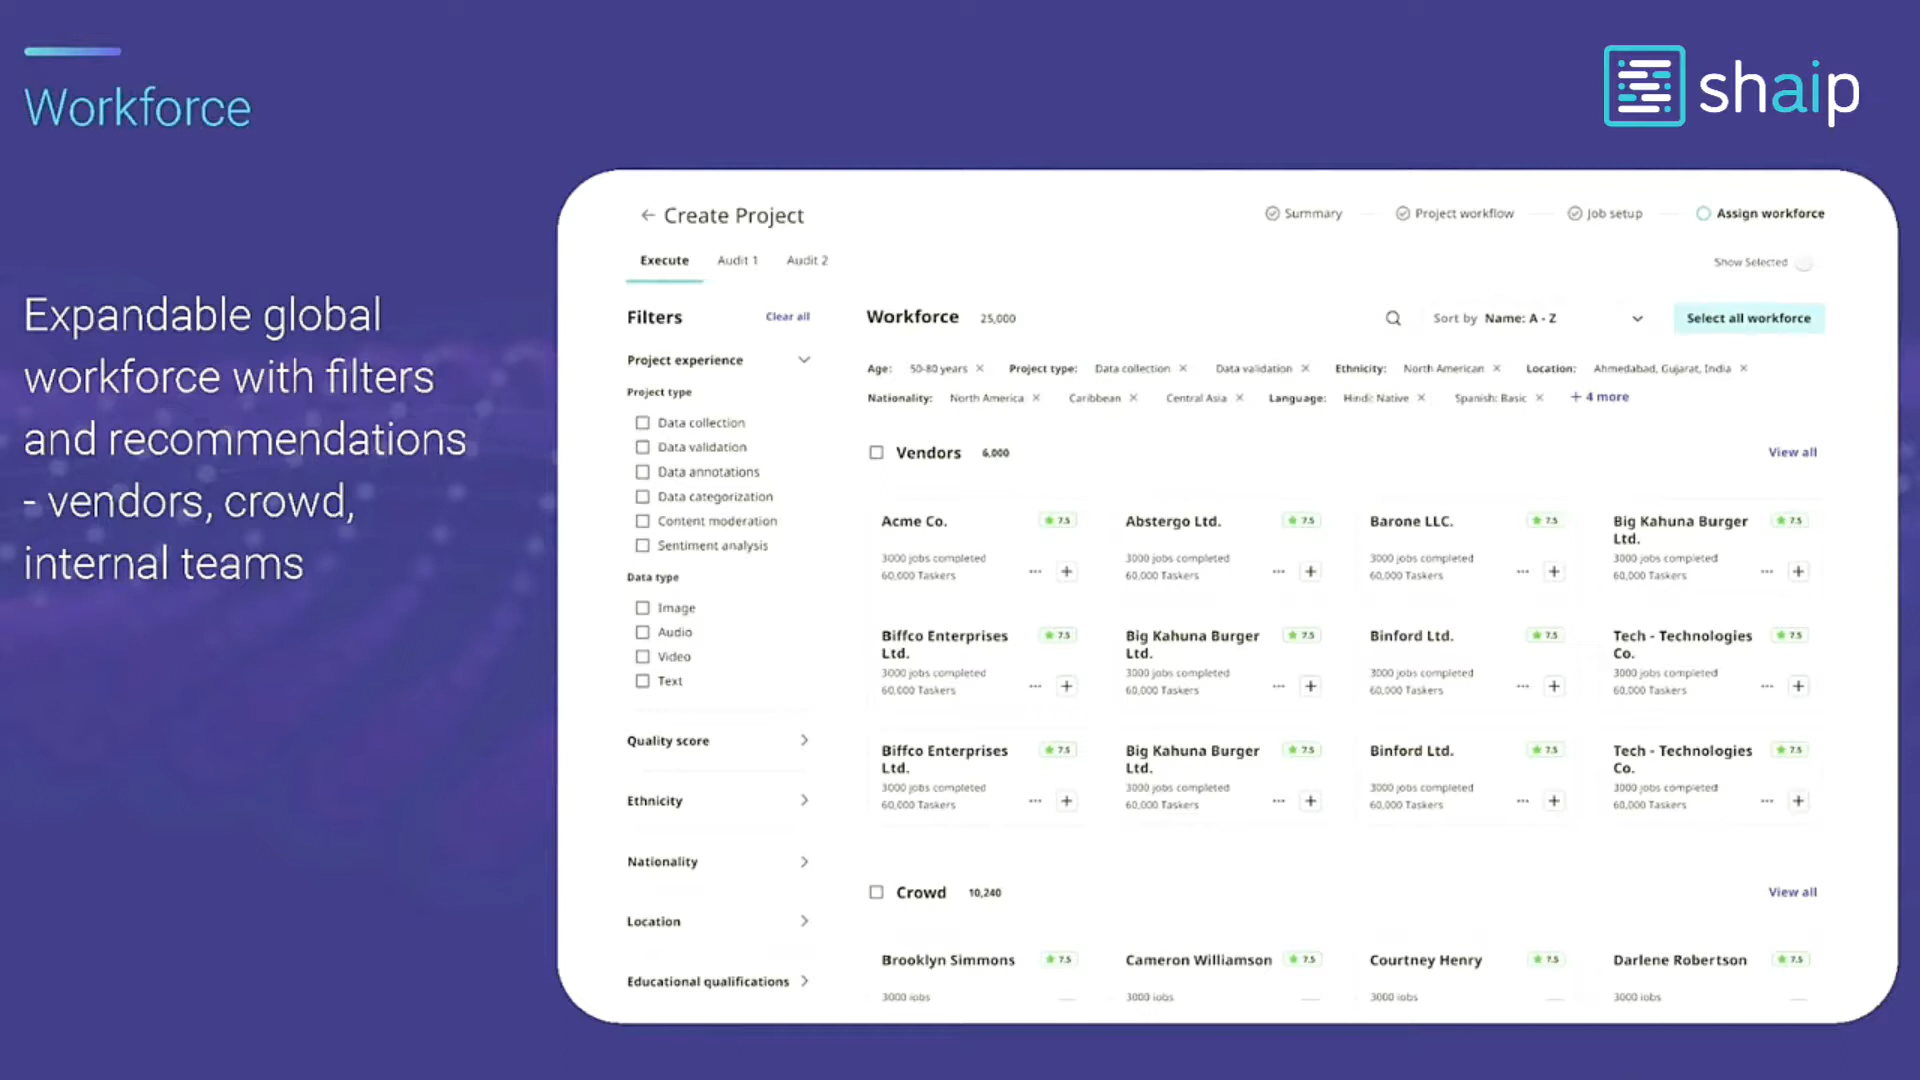 Workforce
shaip
Expandable global
workforce with filters
and recommendations
- vendors, crowd,
internal teams
Create Project
Summary
Project workflow
Job setup
Assign workforce
Execute
Audit 1
Audit 2
Show Selected
Filters
Clear all
Project experience
Project type
Data collection
Data validation
Data annotations
Data categorization
Content moderation
Sentiment analysis
Data type
Image
Audio
Video
Text
Quality score
Ethnicity
Nationality
Location
Educational qualifications
Workforce 25,000
Sort by Name: A - Z
Select all workforce
Age: 50-80 years Project type: Data collection Data validation Ethnicity: North American Location: Ahmedabad, Gujarat, India
Nationality: North America Caribbean Central Asia Language: Hindi: Native Spanish: Basic + 4 more
Vendors 6,000
View all
Acme Co. 7.5
3000 jobs completed
60,000 Taskers
Abstergo Ltd. 7.5
3000 jobs completed
60,000 Taskers
Barone LLC. 7.5
3000 jobs completed
60,000 Taskers
Big Kahuna Burger 7.5
Ltd.
3000 jobs completed
60,000 Taskers
Biffco Enterprises 7.5
Ltd.
3000 jobs completed
60,000 Taskers
Big Kahuna Burger 7.5
Ltd.
3000 jobs completed
60,000 Taskers
Binford Ltd. 7.5
3000 jobs completed
60,000 Taskers
Tech - Technologies 7.5
Co.
3000 jobs completed
60,000 Taskers
Biffco Enterprises 7.5
Ltd.
3000 jobs completed
60,000 Taskers
Big Kahuna Burger 7.5
Ltd.
3000 jobs completed
60,000 Taskers
Binford Ltd. 7.5
3000 jobs completed
60,000 Taskers
Tech - Technologies 7.5
Co.
3000 jobs completed
60,000 Taskers
Crowd 10,240
View all
Brooklyn Simmons 7.5
3000 jobs
Cameron Williamson 7.5
3000 jobs
Courtney Henry 7.5
3000 jobs
Darlene Robertson 7.5
3000 jobs